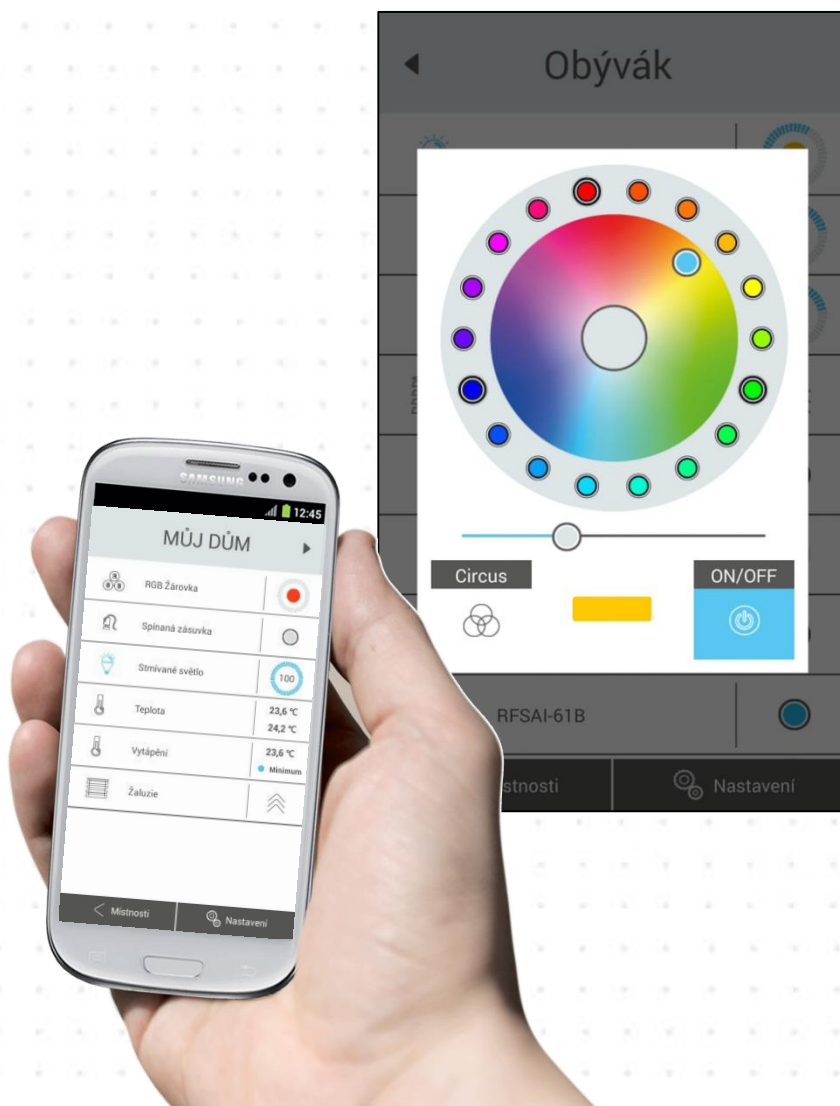 Obývák
Circus
ON/OFF
RFSAI-61B
Nastavení
SAMSUNG
12:45
MŮJ DŮM
RGB Žárovka
Spínaná zásuvka
Stmívané světlo
100
Teplota
23,6 ℃
24,2 ℃
Vytápění
23,6 ℃
Minimum
Žaluzie
Místnosti
Nastavení